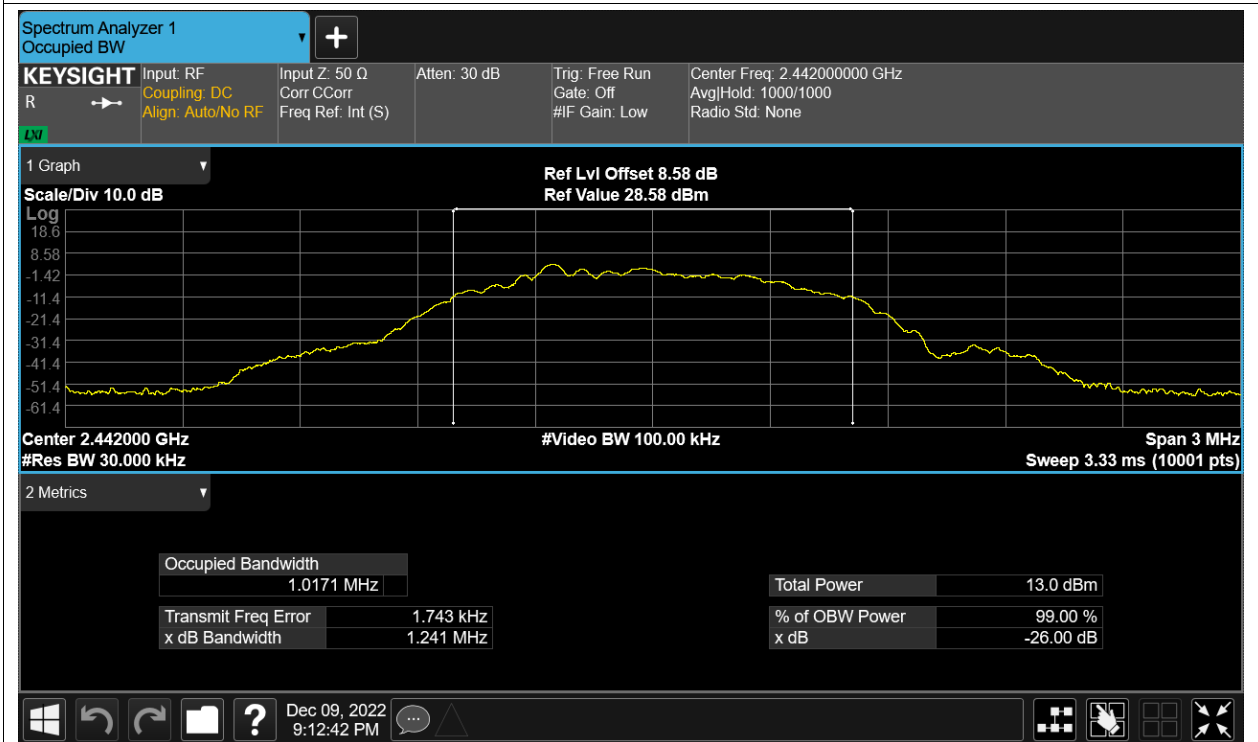 Spectrum Analyzer 1
Occupied BW
KEYSIGHT
R
LXI
Input: RF
Coupling: DC
Align: Auto/No RF
Input Z: 50 Ω
Corr CCorr
Freq Ref: Int (S)
Atten: 30 dB
Trig: Free Run
Gate: Off
#IF Gain: Low
Center Freq: 2.442000000 GHz
Avg|Hold: 1000/1000
Radio Std: None
1 Graph
Scale/Div 10.0 dB
Ref Lvl Offset 8.58 dB
Ref Value 28.58 dBm
Log
18.6
8.58
-1.42
-11.4
-21.4
-31.4
-41.4
-51.4
-61.4
Center 2.442000 GHz
#Video BW 100.00 kHz
Span 3 MHz
#Res BW 30.000 kHz
Sweep 3.33 ms (10001 pts)
2 Metrics
Occupied Bandwidth
1.0171 MHz
Total Power 13.0 dBm
Transmit Freq Error 1.743 kHz
% of OBW Power 99.00 %
x dB Bandwidth 1.241 MHz
x dB -26.00 dB
?
Dec 09, 2022
9:12:42 PM